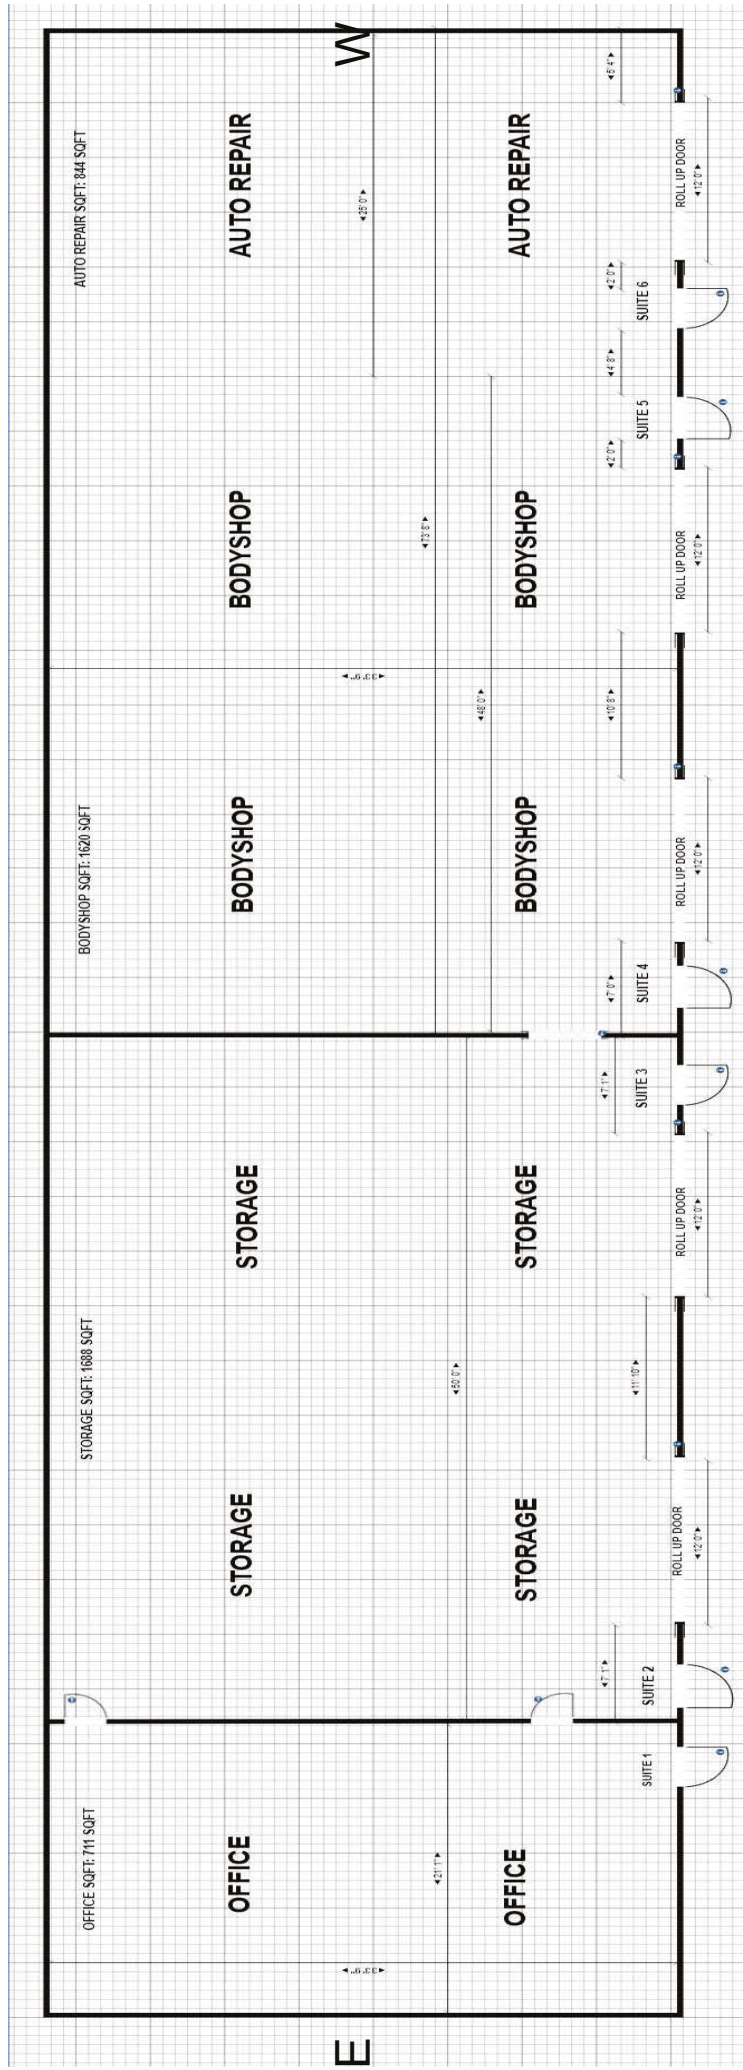 OFFICE SQFT: 711 SQFT
STORAGE SQFT: 1688 SQFT
BODYSHOP SQFT: 1620 SQFT
AUTO REPAIR SQFT: 844 SQFT
OFFICE
STORAGE
STORAGE
BODYSHOP
BODYSHOP
AUTO REPAIR
E
33' 9"
33' 9"
25' 0"
W
73' 8"
21' 1"
50' 0"
48' 0"
OFFICE
STORAGE
STORAGE
BODYSHOP
BODYSHOP
AUTO REPAIR
7' 1"
7' 1"
7' 0"
10' 8"
2' 0"
4' 8"
2' 0"
5' 4"
11' 10"
SUITE 1
SUITE 2
SUITE 3
SUITE 4
SUITE 5
SUITE 6
ROLL UP DOOR
ROLL UP DOOR
ROLL UP DOOR
ROLL UP DOOR
ROLL UP DOOR
12' 0"
12' 0"
12' 0"
12' 0"
12' 0"